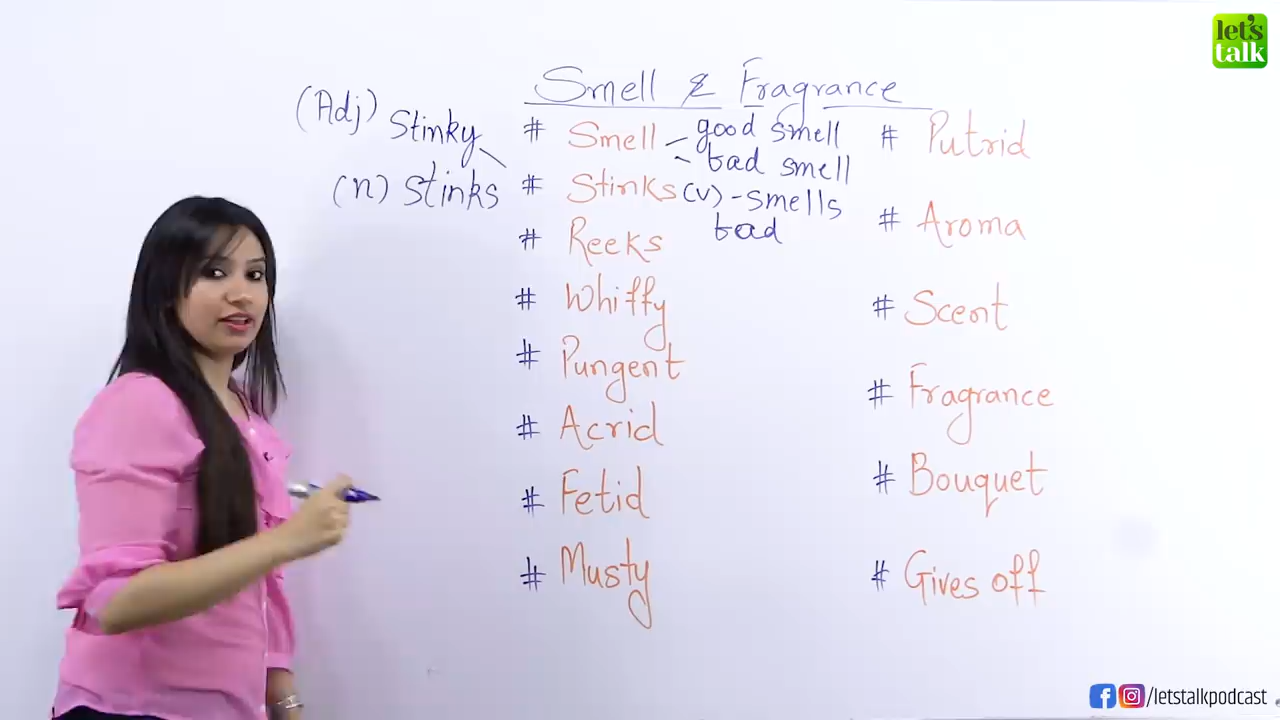 let's
talk
Smell & Fragrance
(Adj) Stinky
(n) Stinks
# Smell - good smell
- bad smell
# Stinks (v) - smells
bad
# Reeks
# Whiffy
# Pungent
# Acrid
# Fetid
# Musty
# Putrid
# Aroma
# Scent
# Fragrance
# Bouquet
# Gives off
/letstalkpodcast